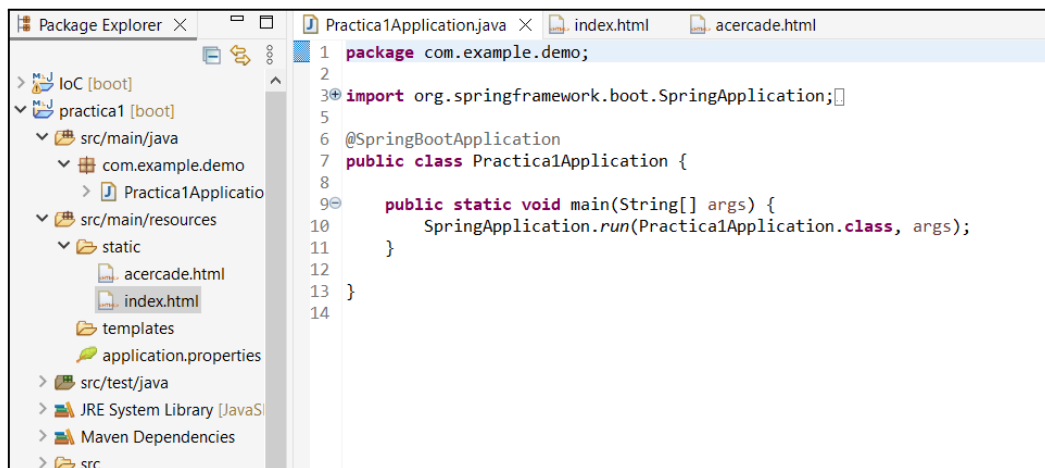 Package Explorer
IoC [boot]
practica1 [boot]
src/main/java
com.example.demo
Practica1Applicatio
src/main/resources
static
acercade.html
index.html
templates
application.properties
src/test/java
JRE System Library [JavaS
Maven Dependencies
src
Practica1Application.java index.html acercade.html
1 package com.example.demo;
2
3 import org.springframework.boot.SpringApplication;
5
6 @SpringBootApplication
7 public class Practica1Application {
8
9 public static void main(String[] args) {
10 SpringApplication.run(Practica1Application.class, args);
11 }
12
13 }
14